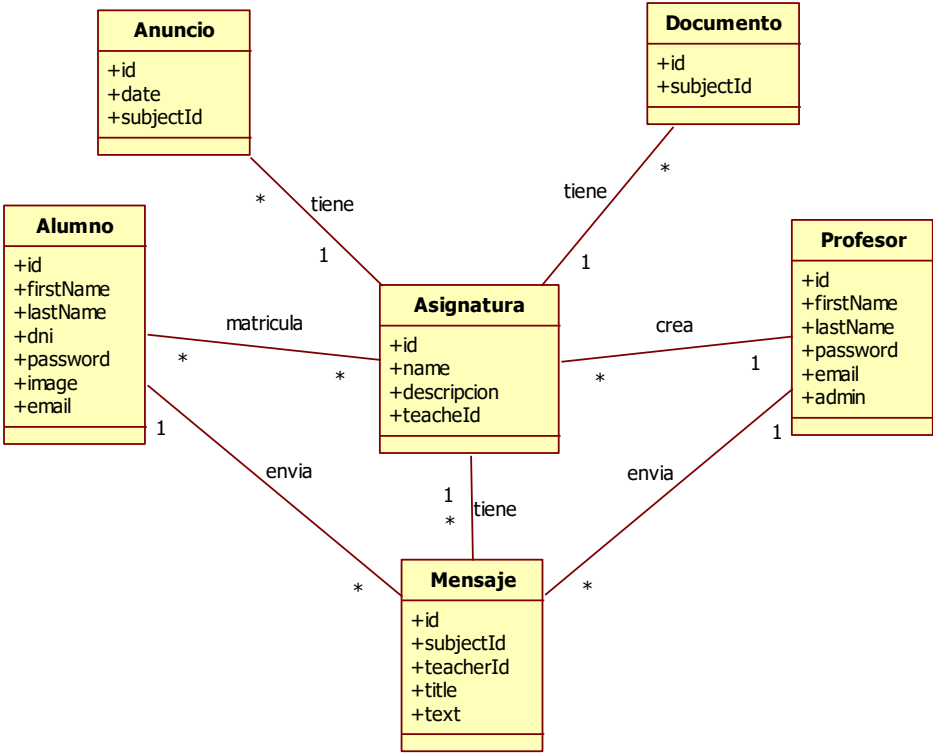 Anuncio
+id
+date
+subjectId
Documento
+id
+subjectId
*
tiene
1
*
tiene
1
Alumno
+id
+firstName
+lastName
+dni
+password
+image
+email
Profesor
+id
+firstName
+lastName
+password
+email
+admin
Asignatura
+id
+name
+descripcion
+teacheId
matricula
*
*
crea
*
1
1
envia
*
1
*
tiene
1
envia
*
Mensaje
+id
+subjectId
+teacherId
+title
+text